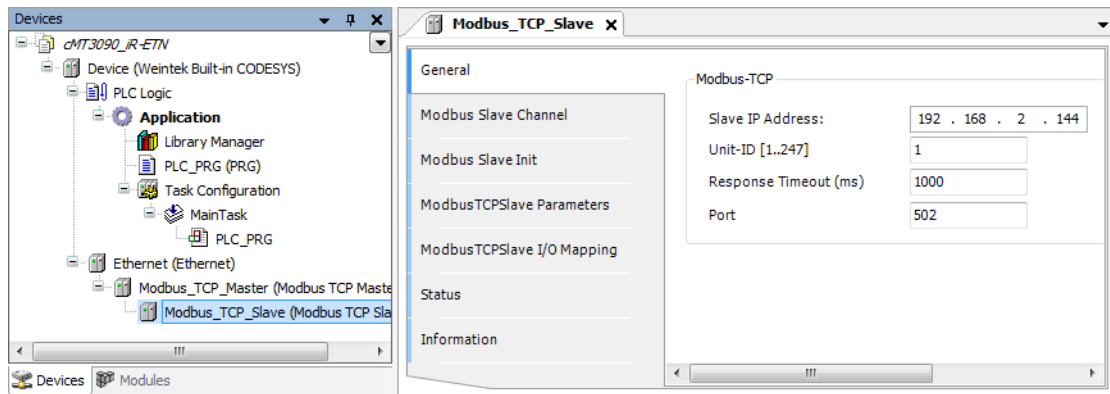 Devices
cMT3090_iR-ETN
Device (Weintek Built-in CODESYS)
PLC Logic
Application
Library Manager
PLC_PRG (PRG)
Task Configuration
MainTask
PLC_PRG
Ethernet (Ethernet)
Modbus_TCP_Master (Modbus TCP Maste
Modbus_TCP_Slave (Modbus TCP Sla
Devices
Modules
Modbus_TCP_Slave
General
Modbus Slave Channel
Modbus Slave Init
ModbusTCPSlave Parameters
ModbusTCPSlave I/O Mapping
Status
Information
Modbus-TCP
Slave IP Address: 192 . 168 . 2 . 144
Unit-ID [1..247] 1
Response Timeout (ms) 1000
Port 502